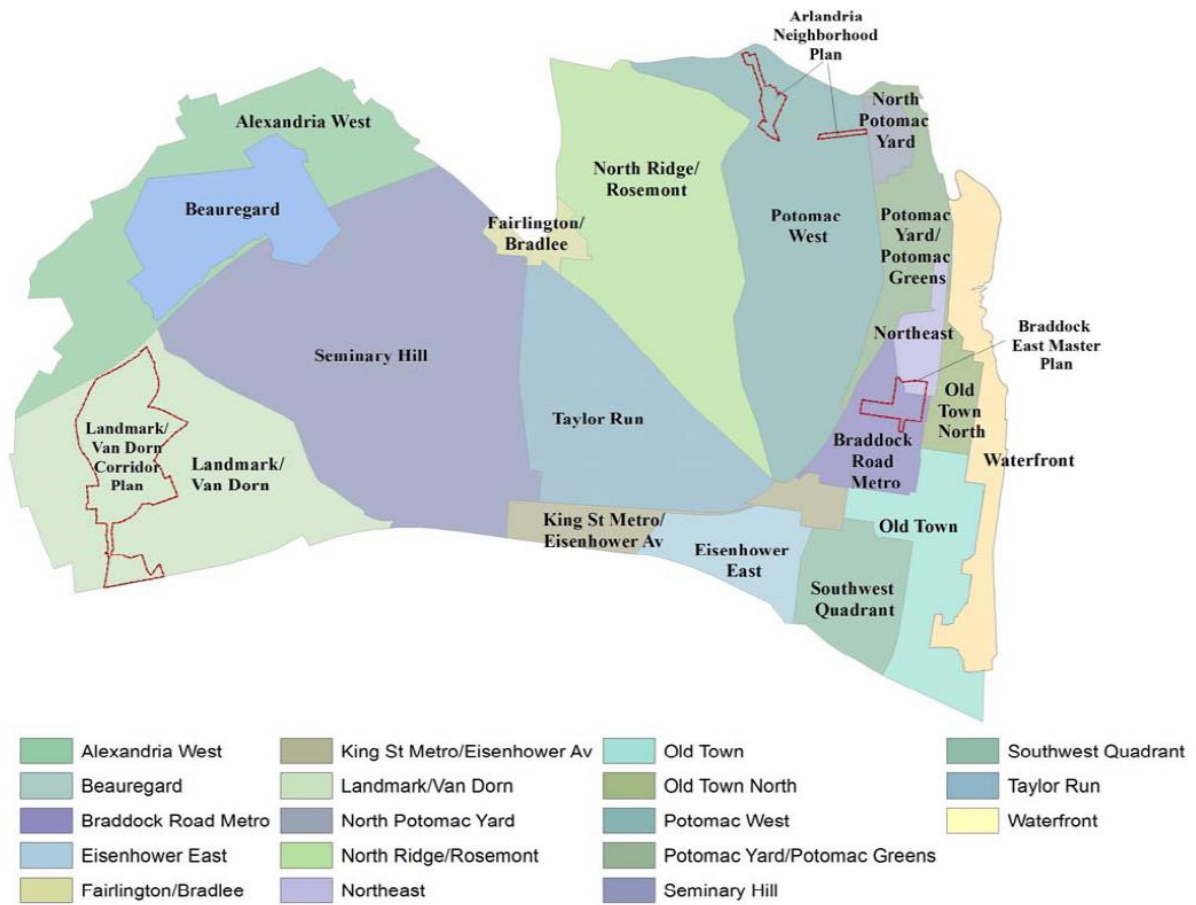 Arlandria
Neighborhood
Plan
Alexandria West
North
Potomac
Yard
North Ridge/
Rosemont
Beauregard
Fairlington/
Bradlee
Potomac
West
Potomac
Yard/
Potomac
Greens
Northeast
Braddock
East Master
Plan
Seminary Hill
Old
Town
North
Landmark/
Van Dorn
Corridor
Plan
Landmark/
Van Dorn
Taylor Run
Braddock
Road
Metro
Waterfront
King St Metro/
Eisenhower Av
Old Town
Eisenhower
East
Southwest
Quadrant
Alexandria West
Beauregard
Braddock Road Metro
Eisenhower East
Fairlington/Bradlee
King St Metro/Eisenhower Av
Landmark/Van Dorn
North Potomac Yard
North Ridge/Rosemont
Northeast
Old Town
Old Town North
Potomac West
Potomac Yard/Potomac Greens
Seminary Hill
Southwest Quadrant
Taylor Run
Waterfront